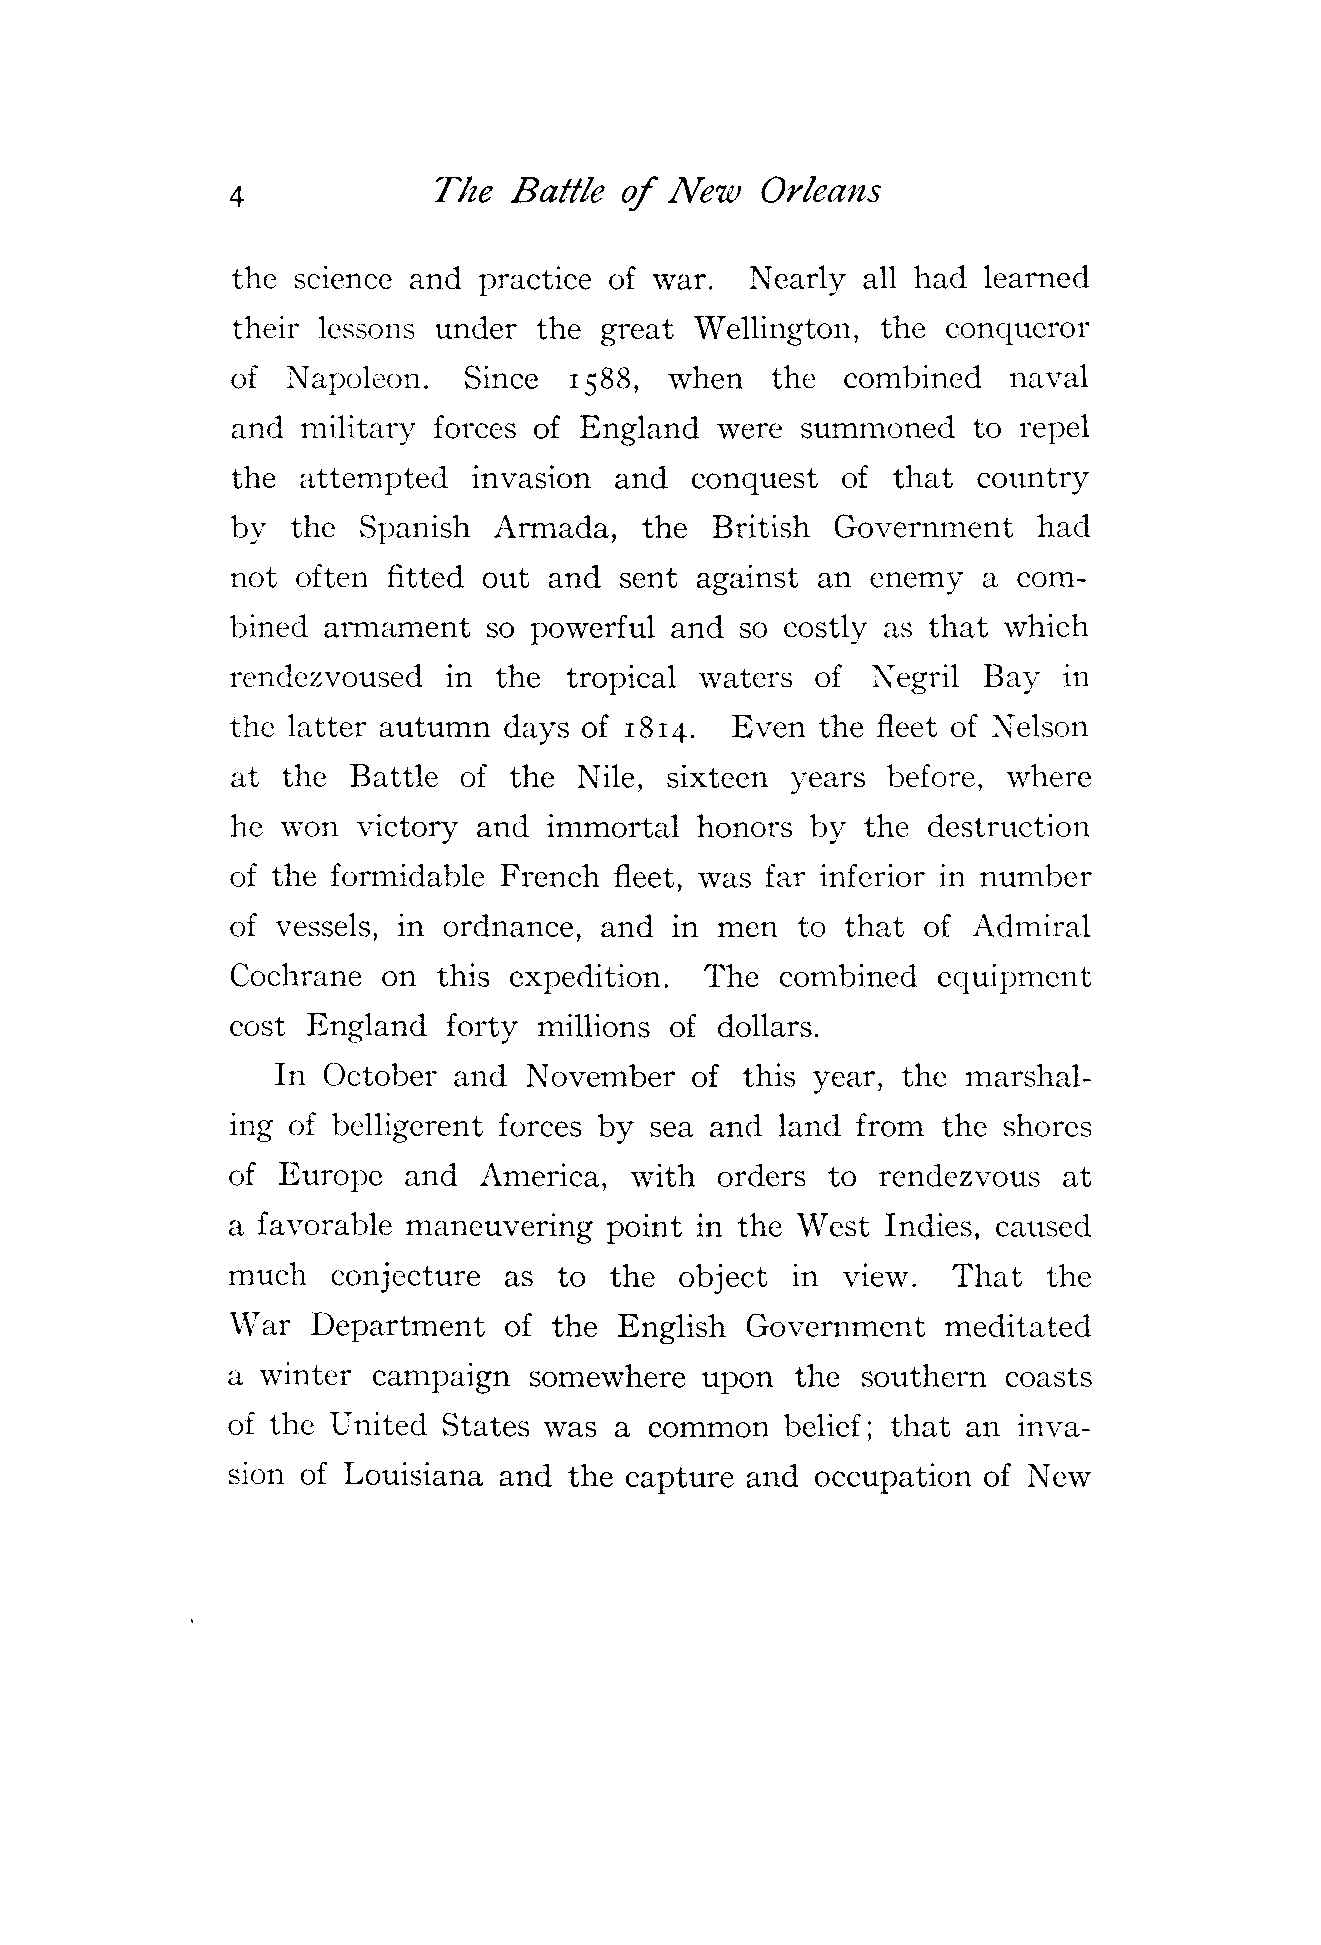 4 The Battle of New Orleans
the science and practice of war. Nearly all had learned
their lessons under the great Wellington, the conqueror
of Napoleon. Since 1588, when the combined naval
and military forces of England were summoned to repel
the attempted invasion and conquest of that country
by the Spanish Armada, the British Government had
not often fitted out and sent against an enemy a com-
bined armament so powerful and so costly as that which
rendezvoused in the tropical waters of Negril Bay in
the latter autumn days of 1814. Even the fleet of Nelson
at the Battle of the Nile, sixteen years before, where
he won victory and immortal honors by the destruction
of the formidable French fleet, was far inferior in number
of vessels, in ordnance, and in men to that of Admiral
Cochrane on this expedition. The combined equipment
cost England forty millions of dollars.
In October and November of this year, the marshal-
ing of belligerent forces by sea and land from the shores
of Europe and America, with orders to rendezvous at
a favorable maneuvering point in the West Indies, caused
much conjecture as to the object in view. That the
War Department of the English Government meditated
a winter campaign somewhere upon the southern coasts
of the United States was a common belief; that an inva-
sion of Louisiana and the capture and occupation of New